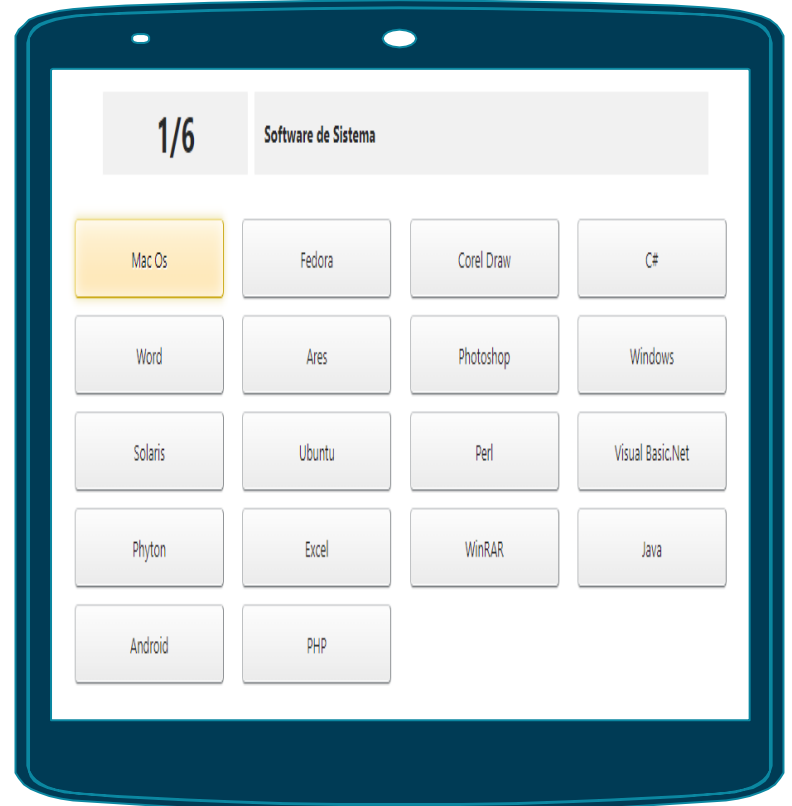 1/6
Software de Sistema
Mac Os
Fedora
Corel Draw
C#
Word
Ares
Photoshop
Windows
Solaris
Ubuntu
Perl
Visual Basic.Net
Phyton
Excel
WinRAR
Java
Android
PHP